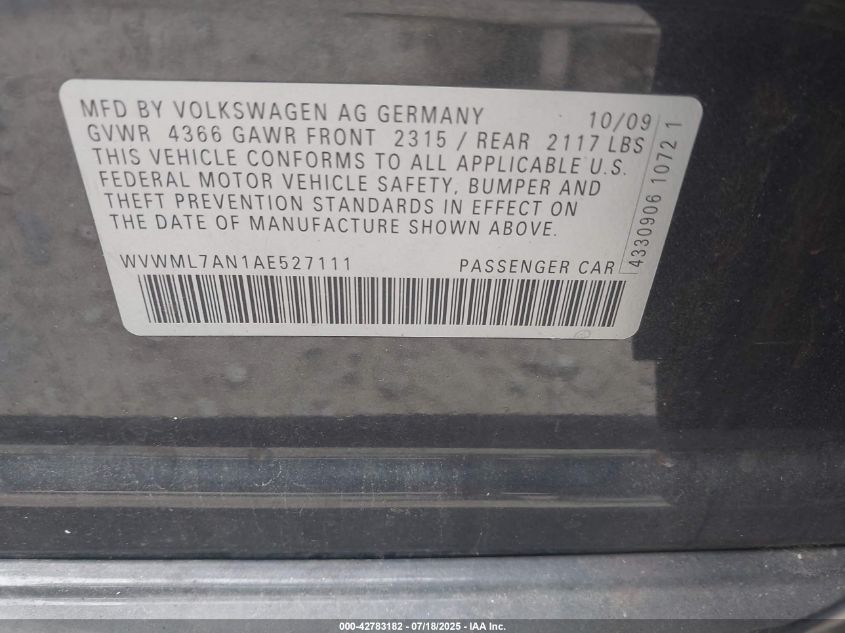 MFD BY VOLKSWAGEN AG GERMANY 10/09
GVWR 4366 GAWR FRONT 2315 / REAR 2117 LBS
THIS VEHICLE CONFORMS TO ALL APPLICABLE U.S.
FEDERAL MOTOR VEHICLE SAFETY, BUMPER AND
THEFT PREVENTION STANDARDS IN EFFECT ON
THE DATE OF MANUFACTURE SHOWN ABOVE.
WVWML7AN1AE527111 PASSENGER CAR
4330906 1072 1
000-42783182 - 07/18/2025 - IAA Inc.